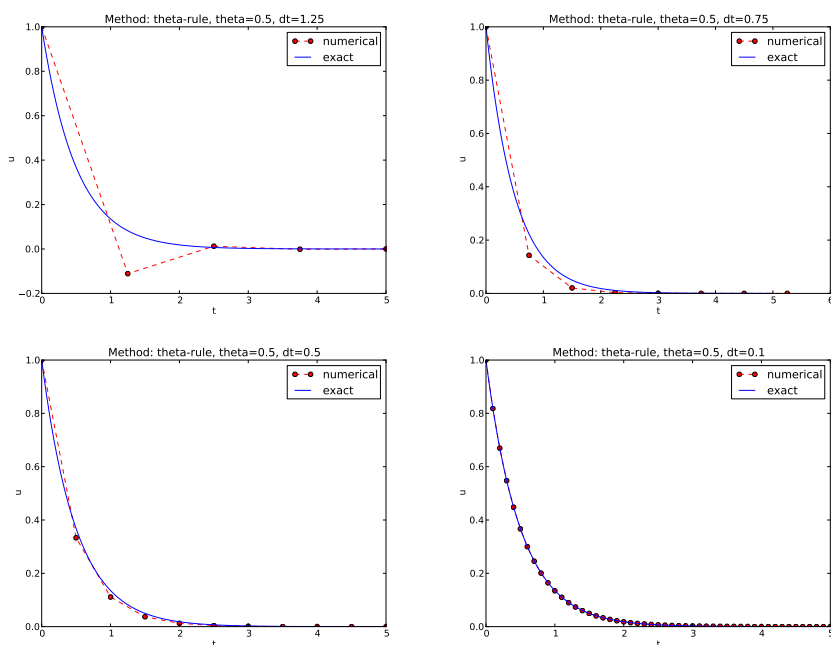 Method: theta-rule, theta=0.5, dt=1.25
1.0
0.8
0.6
0.4
0.2
0.0
−0.2
u
0 1 2 3 4 5
t
numerical
exact
Method: theta-rule, theta=0.5, dt=0.75
1.0
0.8
0.6
0.4
0.2
0.0
u
0 1 2 3 4 5 6
t
numerical
exact
Method: theta-rule, theta=0.5, dt=0.5
1.0
0.8
0.6
0.4
0.2
0.0
u
0 1 2 3 4 5
t
numerical
exact
Method: theta-rule, theta=0.5, dt=0.1
1.0
0.8
0.6
0.4
0.2
0.0
u
0 1 2 3 4 5
t
numerical
exact